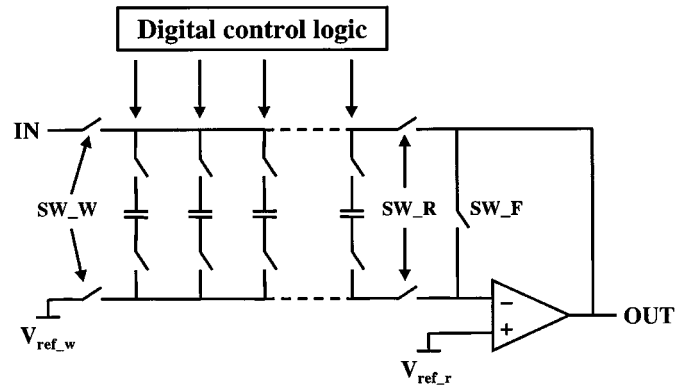 Digital control logic
IN
SW_W
SW_R
SW_F
−
+
OUT
V_ref_w
V_ref_r